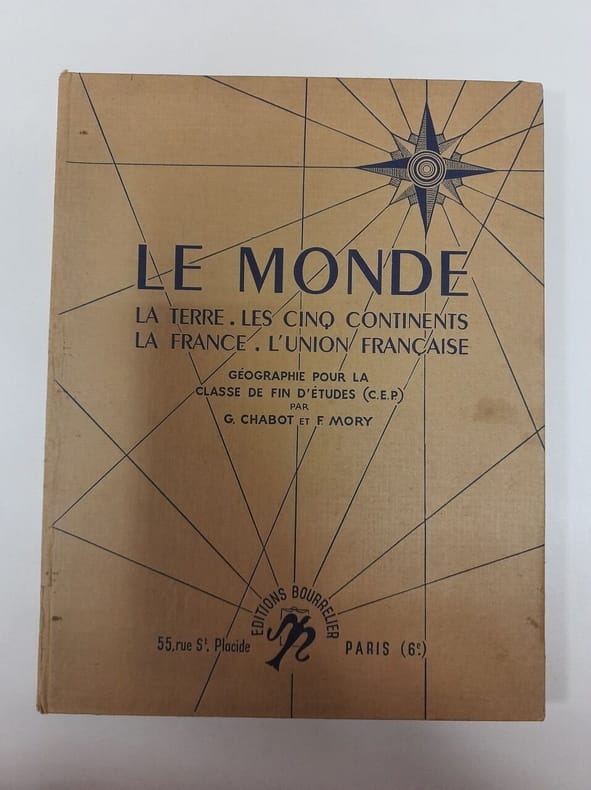 LE MONDE
LA TERRE. LES CINQ CONTINENTS
LA FRANCE. L'UNION FRANÇAISE
GÉOGRAPHIE POUR LA
CLASSE DE FIN D'ÉTUDES (C.E.P.)
PAR
G. CHABOT ET F. MORY
EDITIONS BOURRELIER
55, rue St. Placide PARIS (6e)